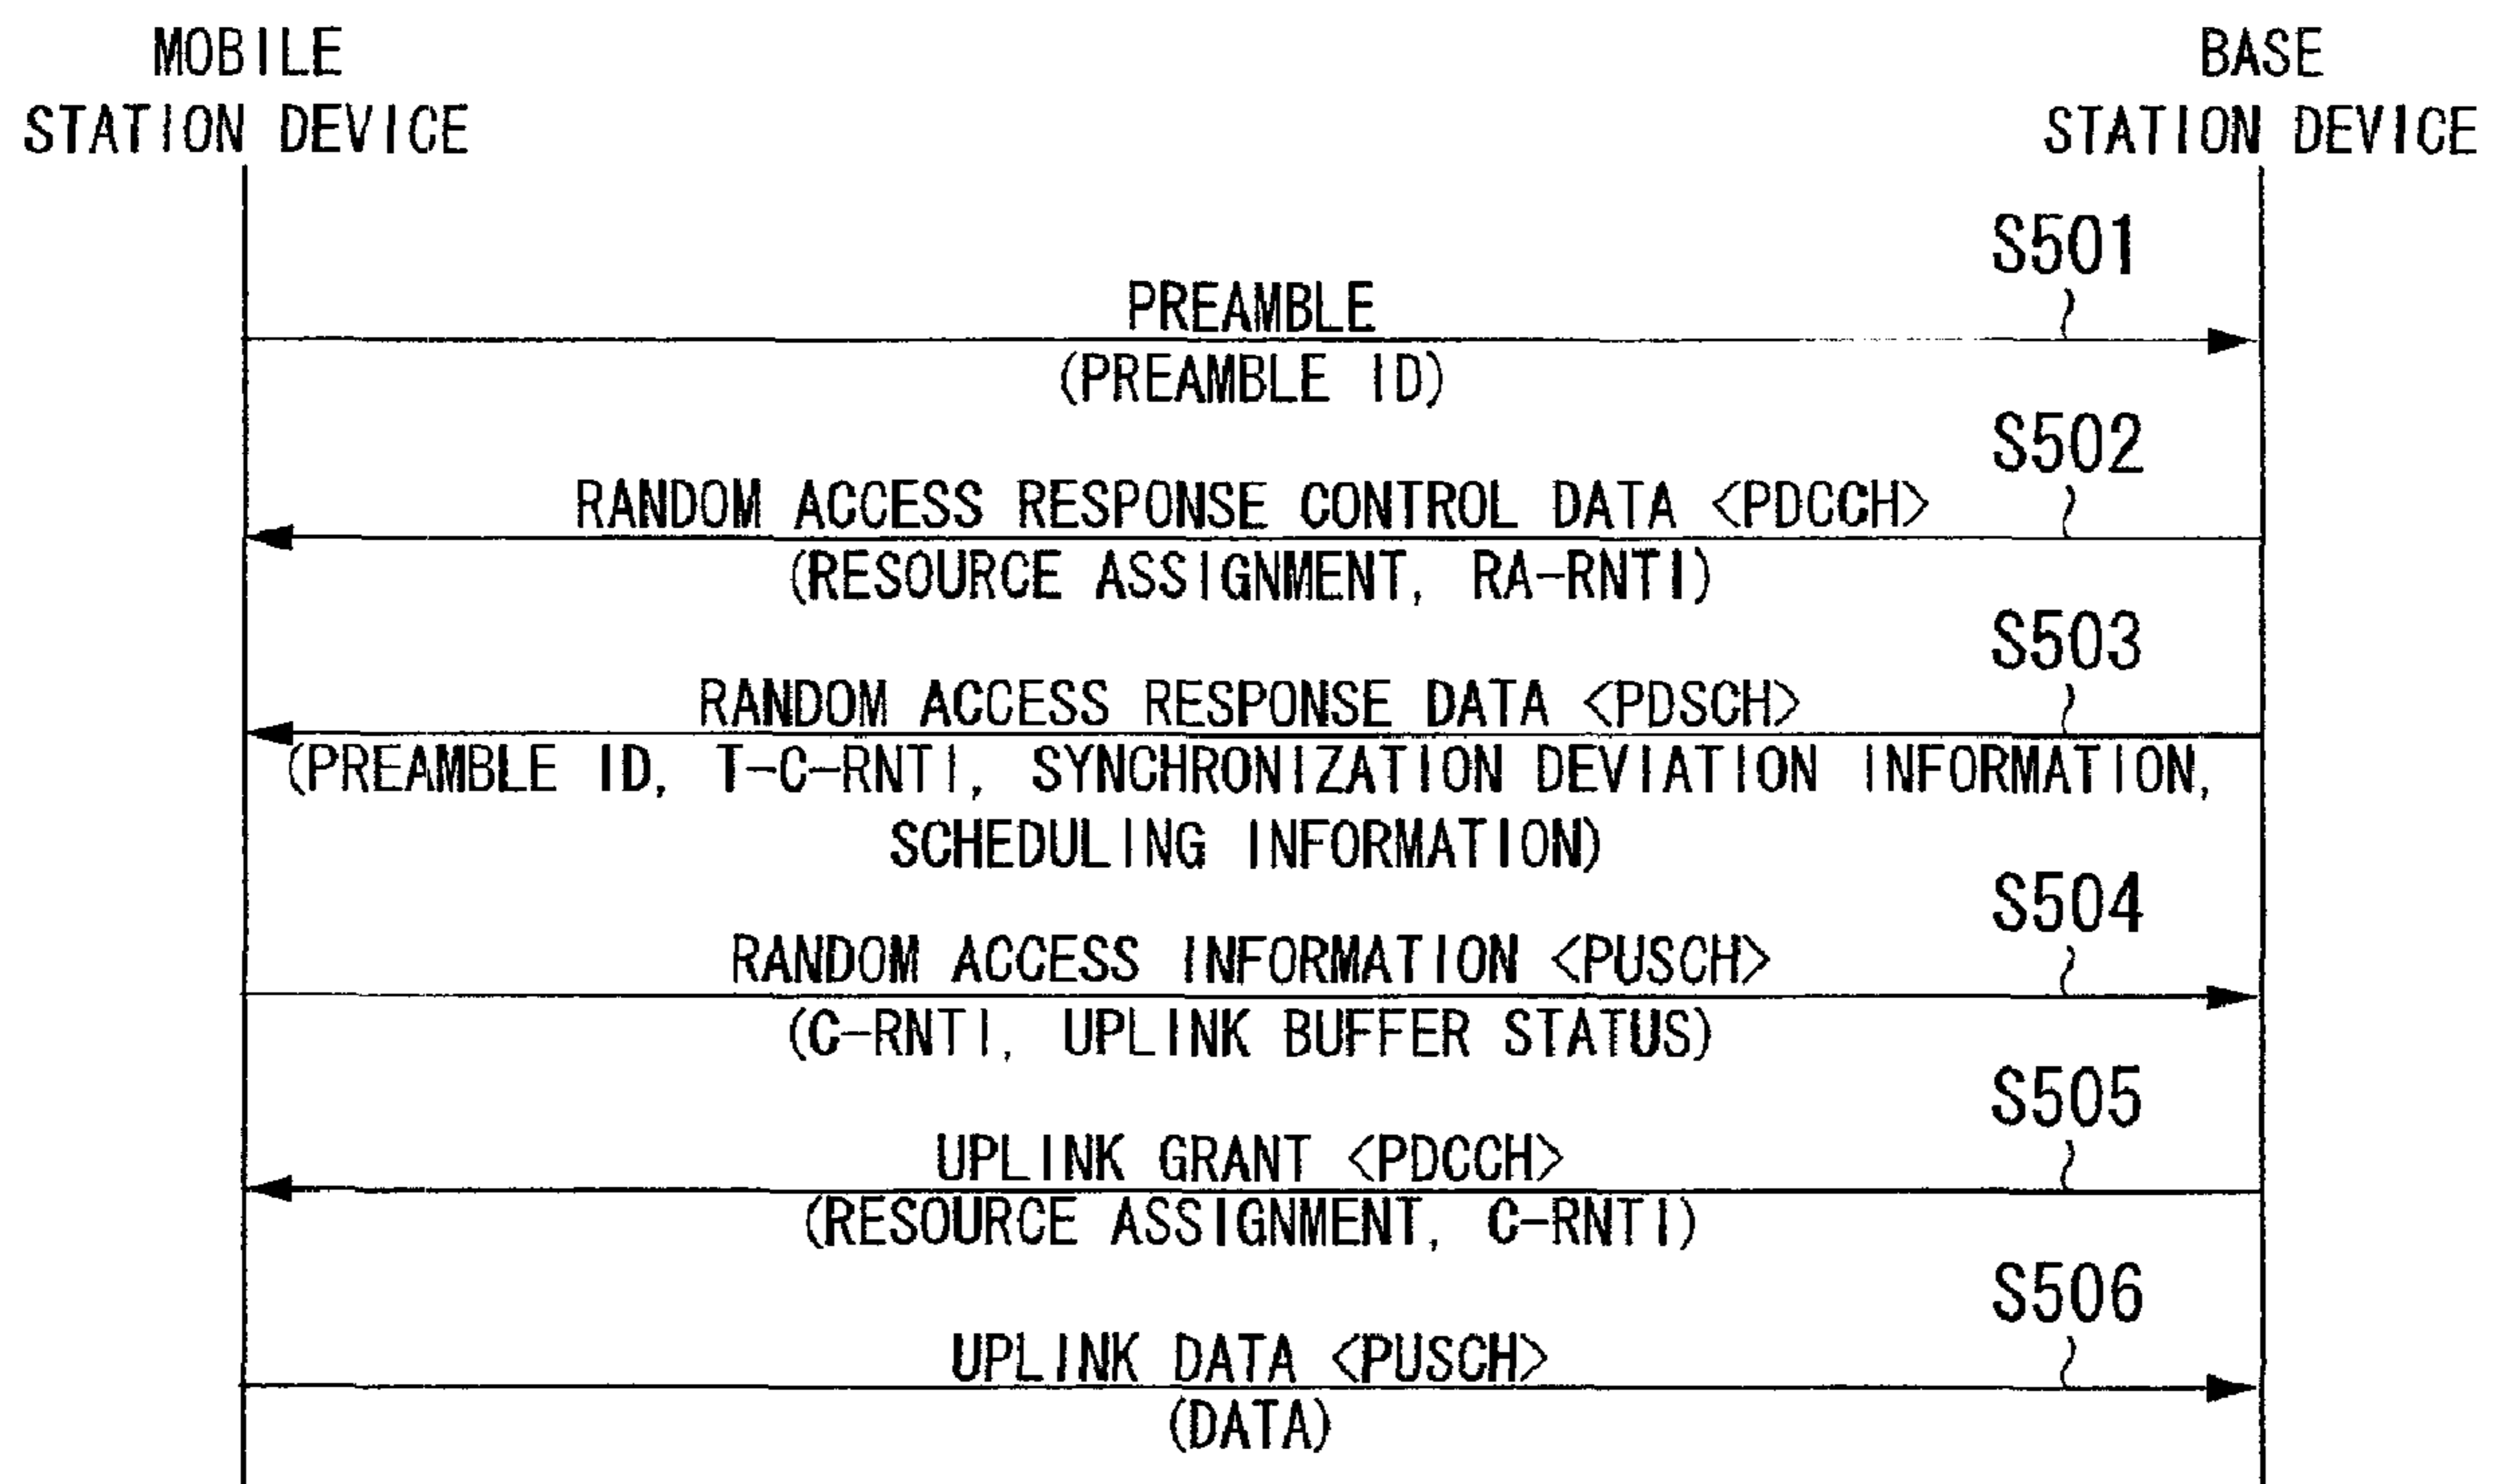 MOBILE
STATION DEVICE
BASE
STATION DEVICE
S501
PREAMBLE
(PREAMBLE ID)
S502
RANDOM ACCESS RESPONSE CONTROL DATA <PDCCH>
(RESOURCE ASSIGNMENT, RA-RNTI)
S503
RANDOM ACCESS RESPONSE DATA <PDSCH>
(PREAMBLE ID, T-C-RNTI, SYNCHRONIZATION DEVIATION INFORMATION,
SCHEDULING INFORMATION)
S504
RANDOM ACCESS INFORMATION <PUSCH>
(C-RNTI, UPLINK BUFFER STATUS)
S505
UPLINK GRANT <PDCCH>
(RESOURCE ASSIGNMENT, C-RNTI)
S506
UPLINK DATA <PUSCH>
(DATA)